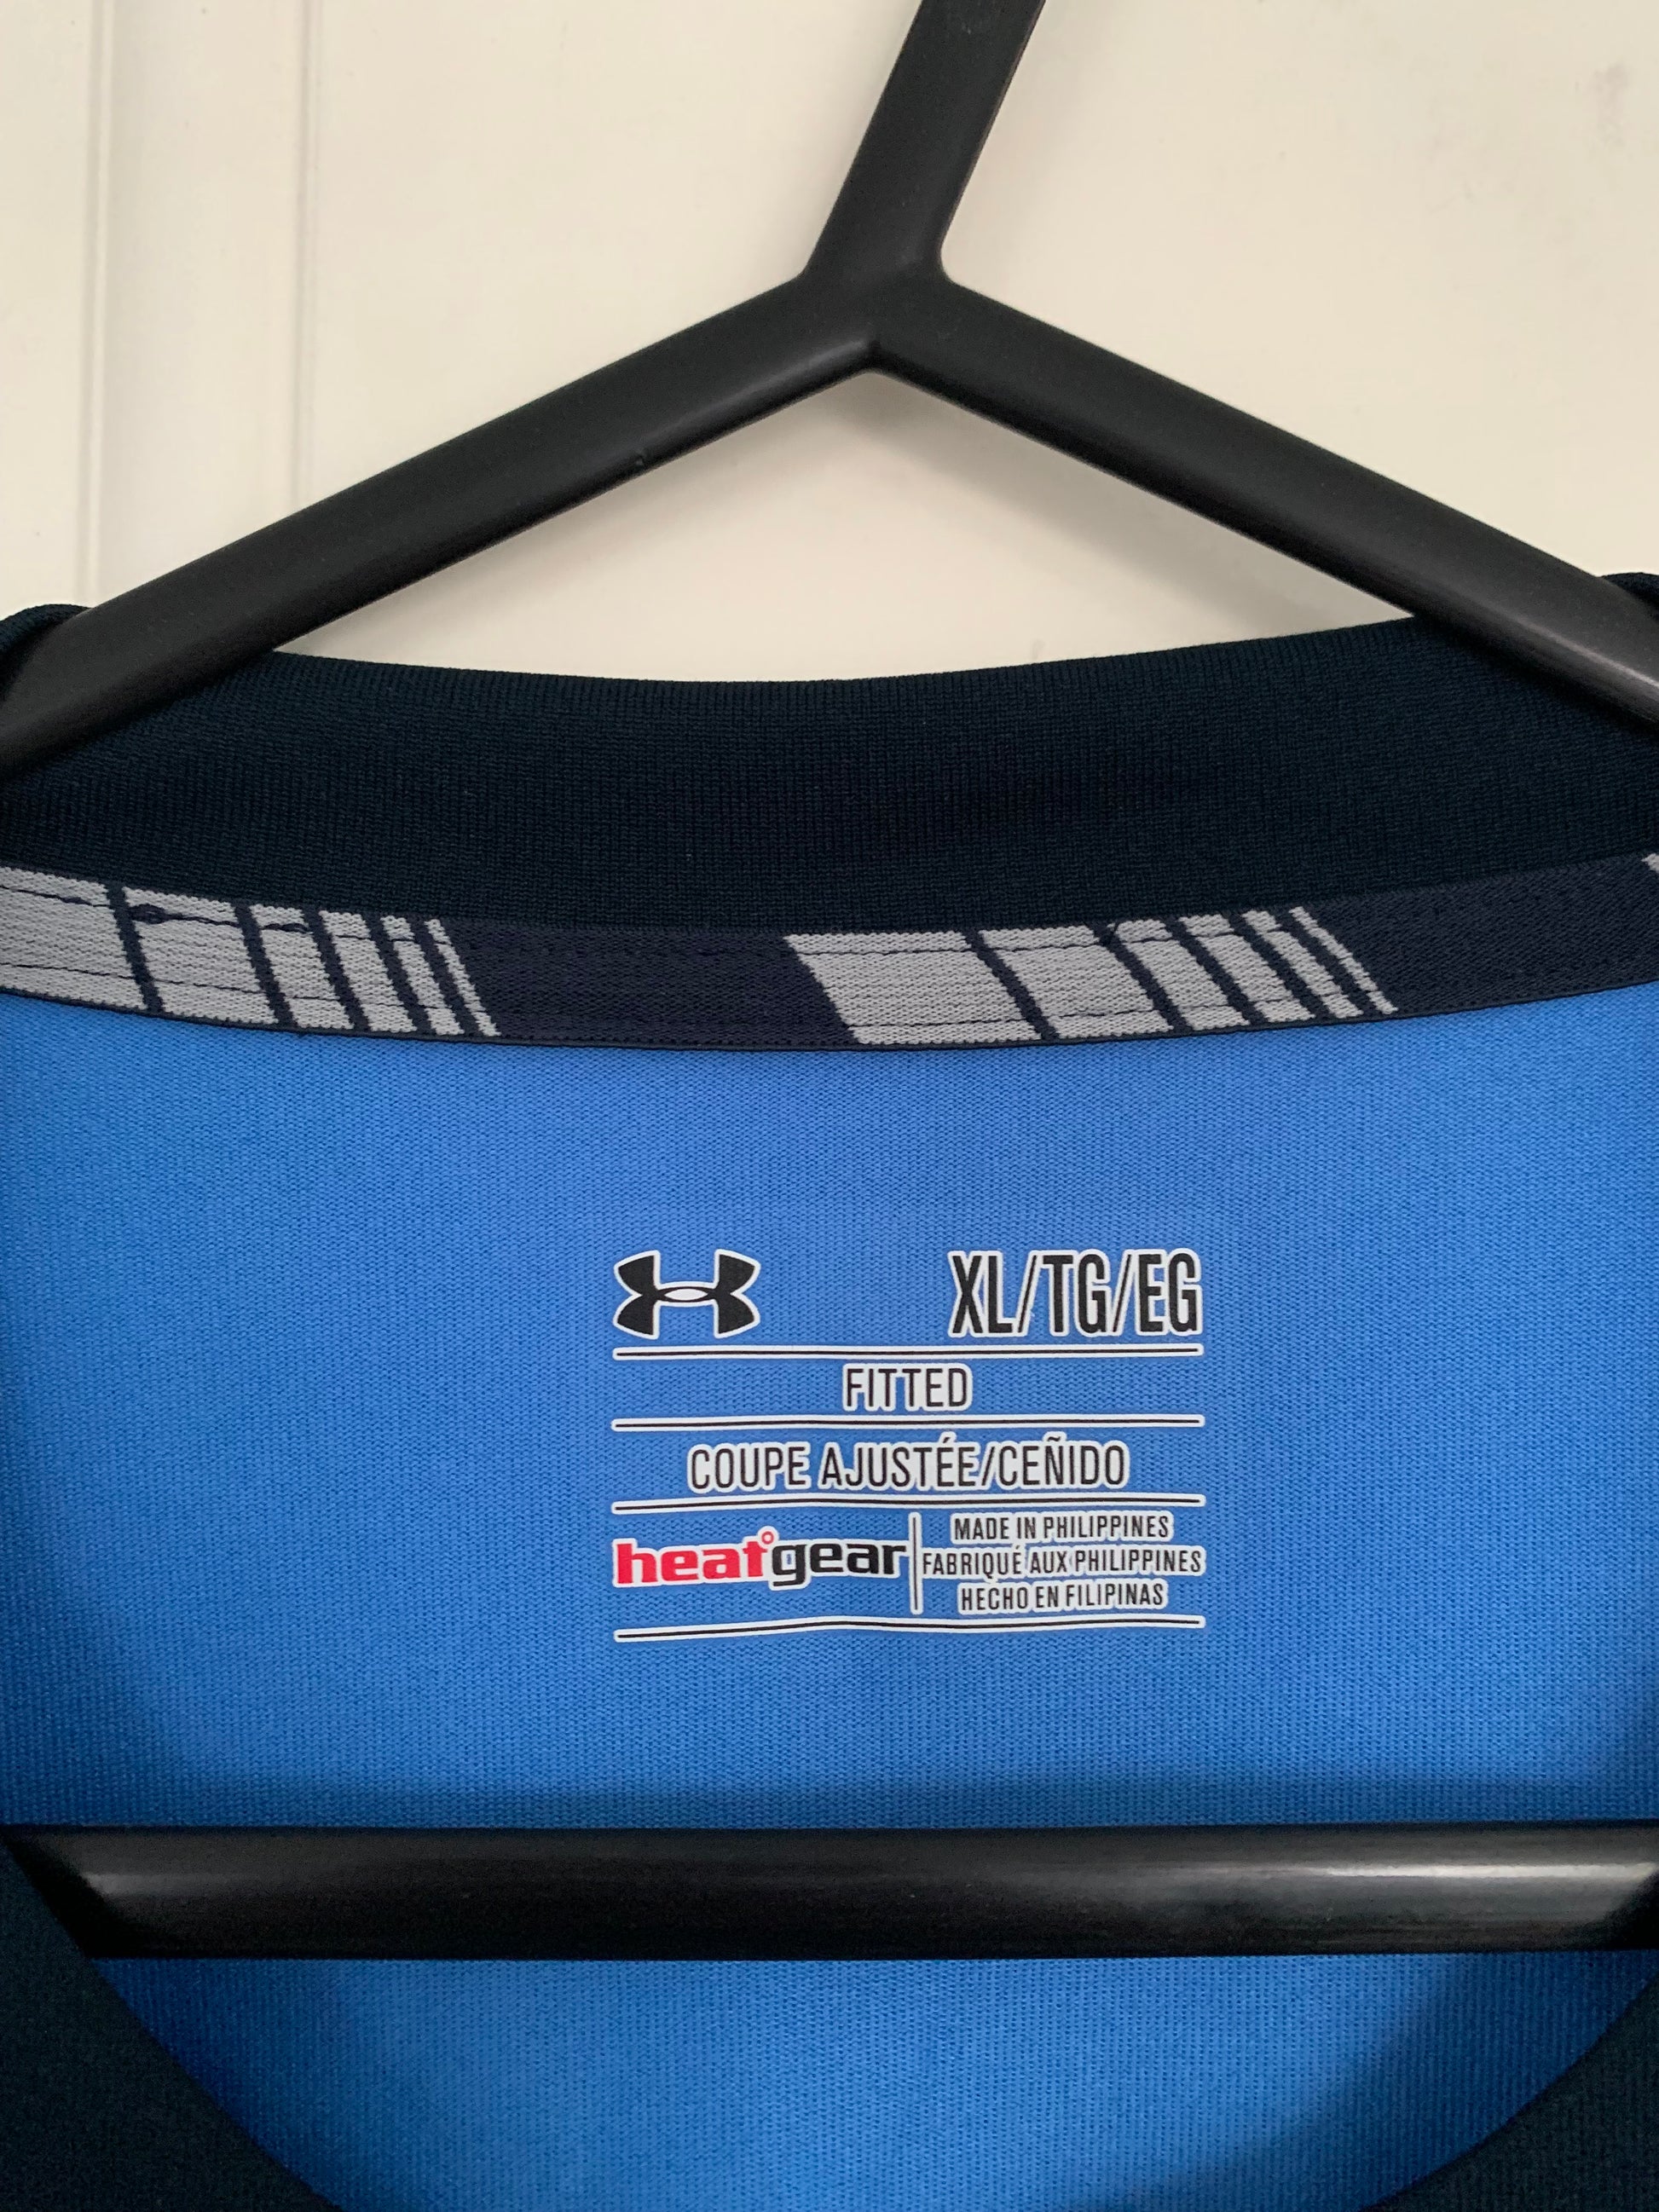 XL/TG/EG
FITTED
COUPE AJUSTÉE/CEÑIDO
heatgear
MADE IN PHILIPPINES
FABRIQUÉ AUX PHILIPPINES
HECHO EN FILIPINAS